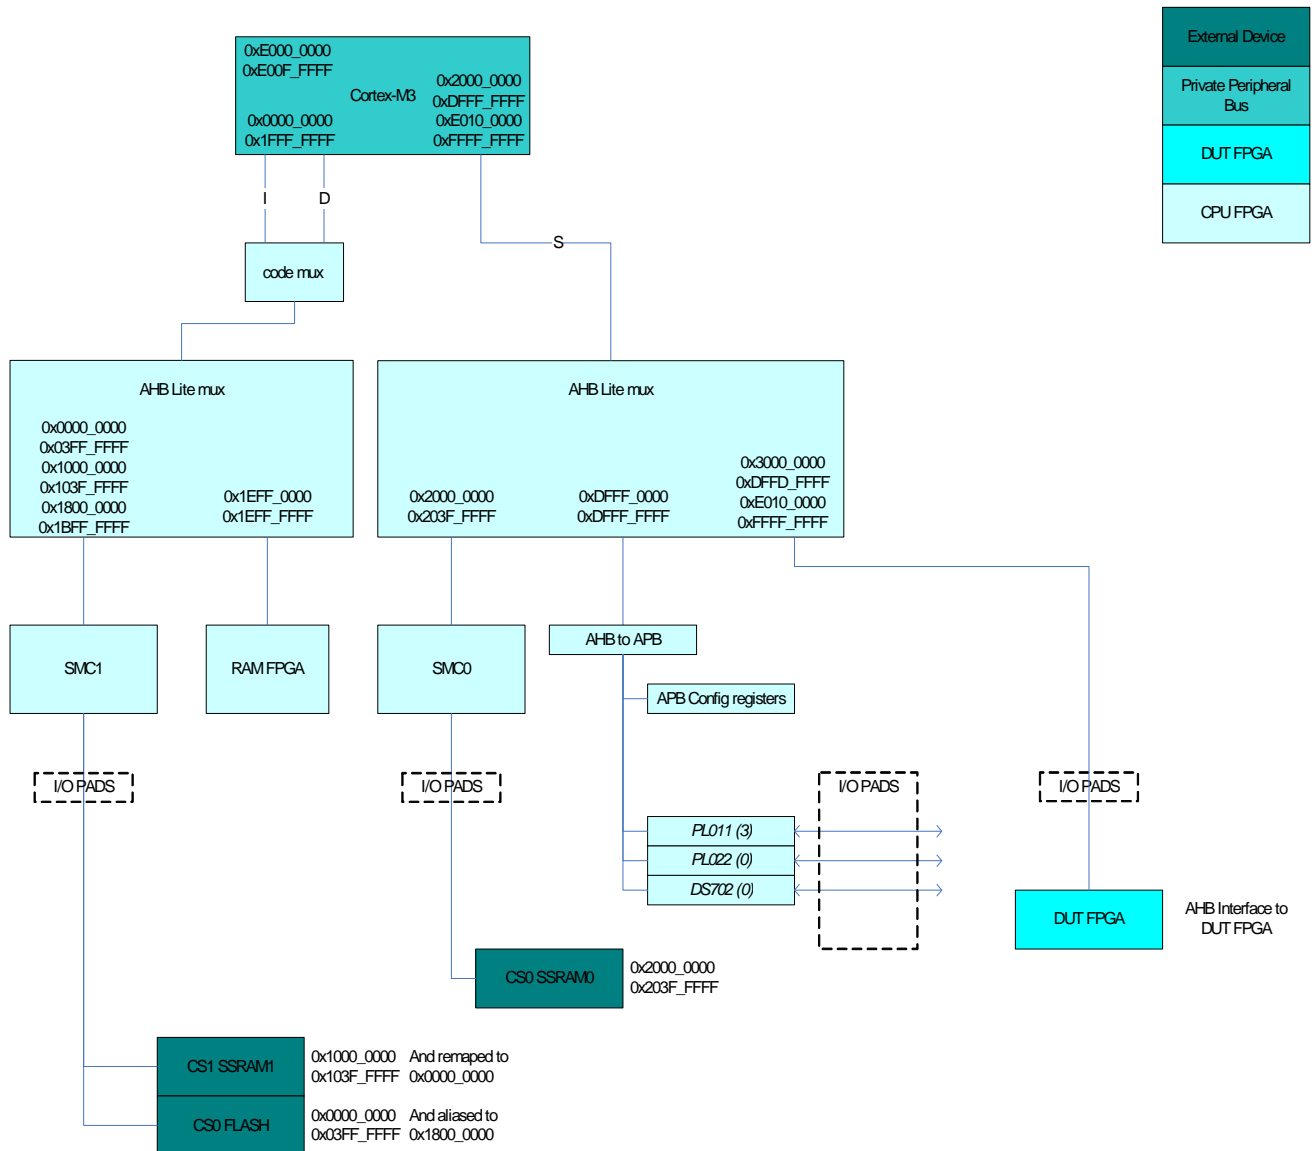 External Device
Private Peripheral
Bus
DUT FPGA
CPU FPGA
0xE000_0000
0xE00F_FFFF
Cortex-M3
0x0000_0000
0x1FFF_FFFF
0x2000_0000
0xDFFF_FFFF
0xE010_0000
0xFFFF_FFFF
I
D
S
code mux
AHB Lite mux
0x0000_0000
0x03FF_FFFF
0x1000_0000
0x103F_FFFF
0x1800_0000
0x1BFF_FFFF
0x1EFF_0000
0x1EFF_FFFF
AHB Lite mux
0x2000_0000
0x203F_FFFF
0xDFFF_0000
0xDFFF_FFFF
0x3000_0000
0xDFFD_FFFF
0xE010_0000
0xFFFF_FFFF
SMC1
RAM FPGA
SMC0
AHB to APB
APB Config registers
I/O PADS
I/O PADS
I/O PADS
I/O PADS
PL011 (3)
PL022 (0)
DS702 (0)
DUT FPGA
AHB Interface to
DUT FPGA
CS0 SSRAM0
0x2000_0000
0x203F_FFFF
CS1 SSRAM1
0x1000_0000 And remaped to
0x103F_FFFF 0x0000_0000
CS0 FLASH
0x0000_0000 And aliased to
0x03FF_FFFF 0x1800_0000